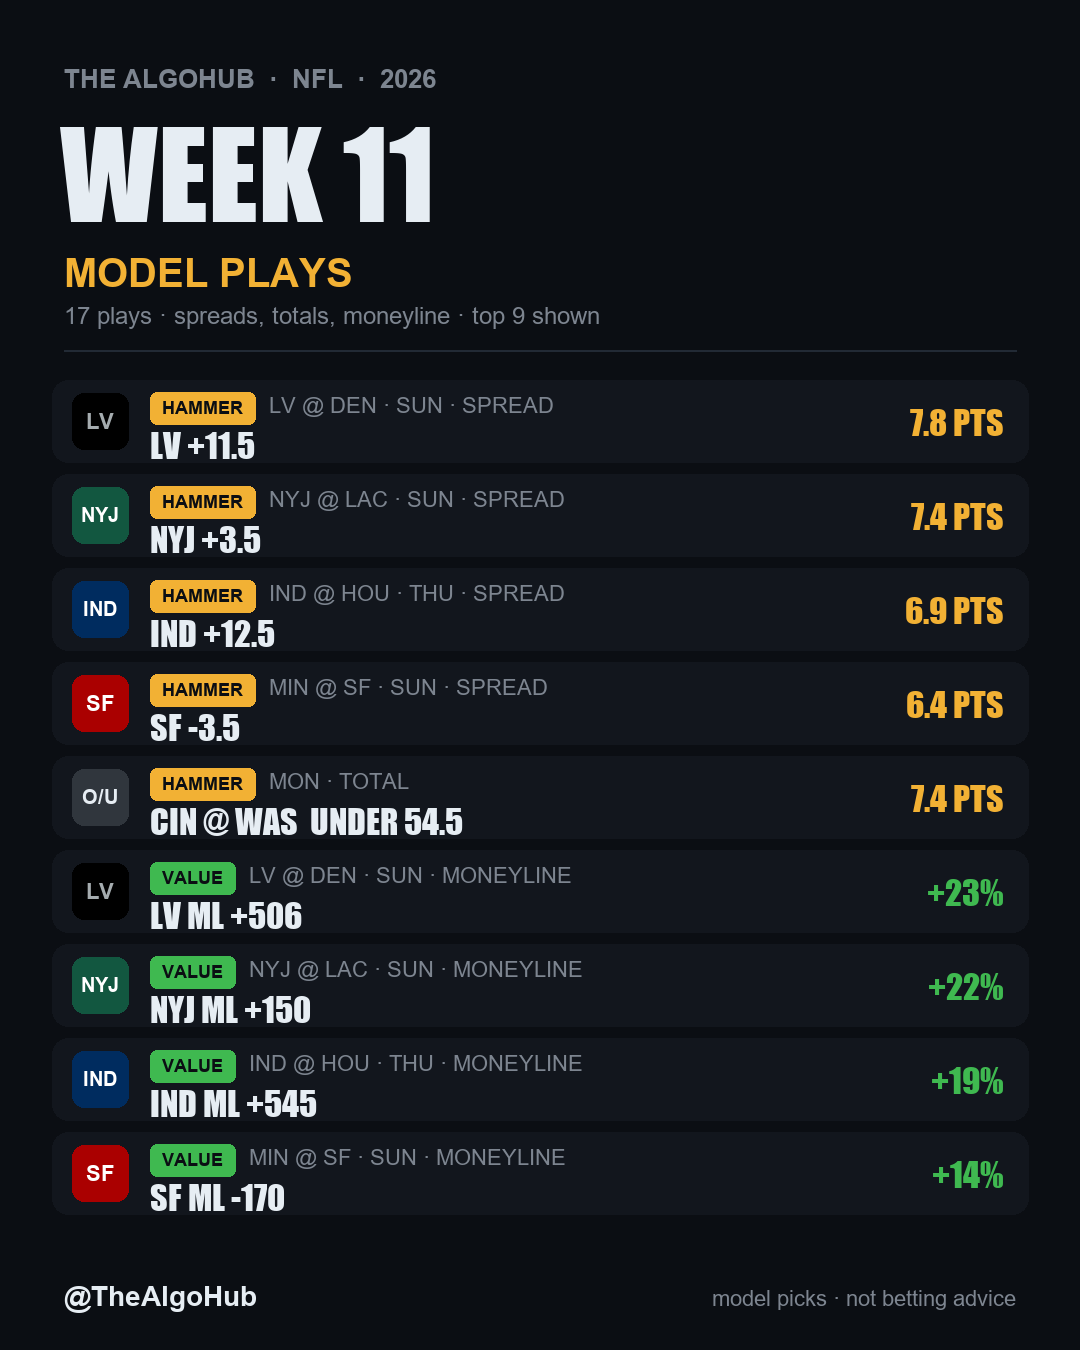 THE ALGOHUB · NFL · 2026
WEEK 11
MODEL PLAYS
17 plays · spreads, totals, moneyline · top 9 shown
LV
HAMMER LV @ DEN · SUN · SPREAD
LV +11.5
7.8 PTS
NYJ
HAMMER NYJ @ LAC · SUN · SPREAD
NYJ +3.5
7.4 PTS
IND
HAMMER IND @ HOU · THU · SPREAD
IND +12.5
6.9 PTS
SF
HAMMER MIN @ SF · SUN · SPREAD
SF -3.5
6.4 PTS
O/U
HAMMER MON · TOTAL
CIN @ WAS UNDER 54.5
7.4 PTS
LV
VALUE LV @ DEN · SUN · MONEYLINE
LV ML +506
+23%
NYJ
VALUE NYJ @ LAC · SUN · MONEYLINE
NYJ ML +150
+22%
IND
VALUE IND @ HOU · THU · MONEYLINE
IND ML +545
+19%
SF
VALUE MIN @ SF · SUN · MONEYLINE
SF ML -170
+14%
@TheAlgoHub
model picks · not betting advice